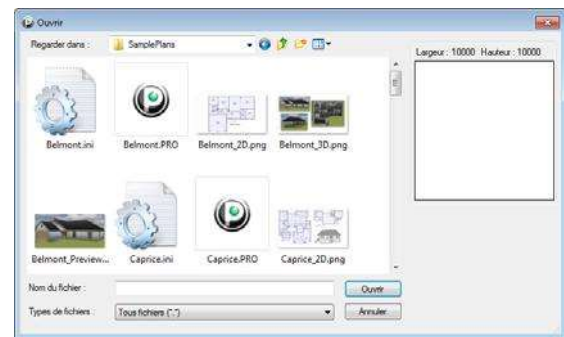 Ouvrir
Regarder dans :
SamplePlans
Largeur : 10000 Hauteur : 10000
Belmont.ini
Belmont.PRO
Belmont_2D.png
Belmont_3D.png
Belmont_Preview...
Caprice.ini
Caprice.PRO
Caprice_2D.png
Nom du fichier :
Ouvrir
Types de fichiers :
Tous fichiers (*.*)
Annuler